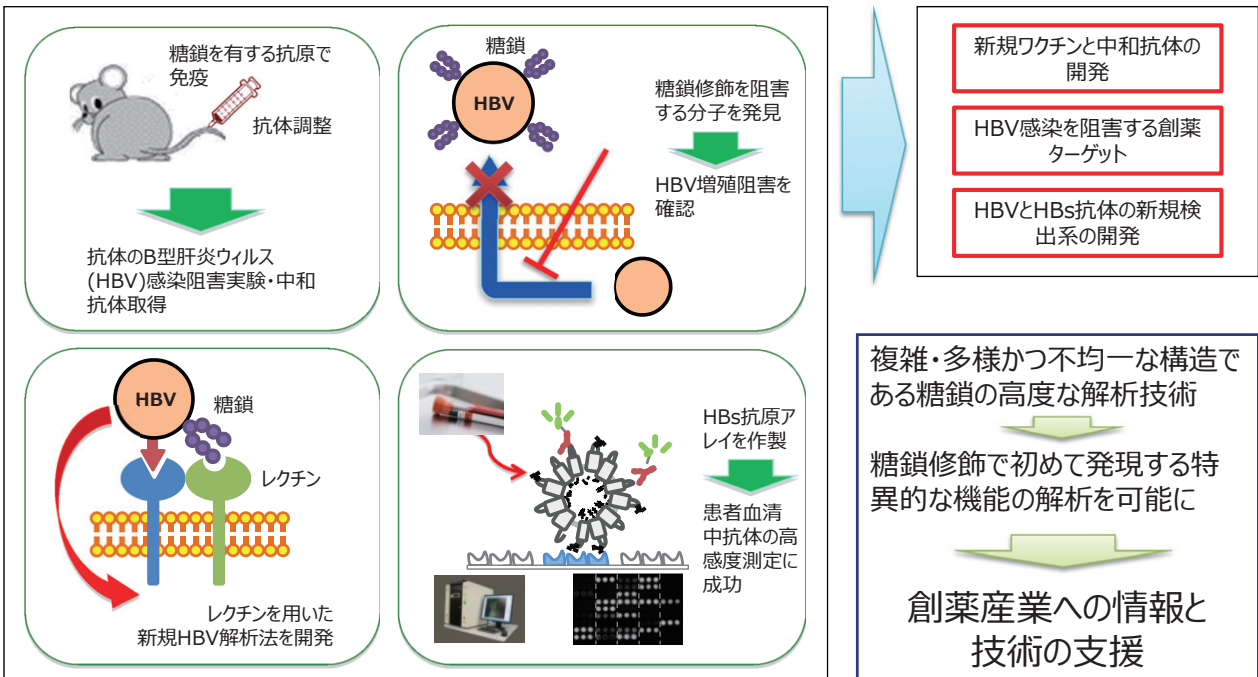 糖鎖を有する抗原で
免疫
抗体調整
抗体のB型肝炎ウィルス
(HBV)感染阻害実験・中和
抗体取得
糖鎖
HBV
糖鎖修飾を阻害
する分子を発見
HBV増殖阻害を
確認
HBV
糖鎖
レクチン
レクチンを用いた
新規HBV解析法を開発
HBs抗原ア
レイを作製
患者血清
中抗体の高
感度測定に
成功
新規ワクチンと中和抗体の
開発
HBV感染を阻害する創薬
ターゲット
HBVとHBs抗体の新規検
出系の開発
複雑・多様かつ不均一な構造で
ある糖鎖の高度な解析技術
糖鎖修飾で初めて発現する特
異的な機能の解析を可能に
創薬産業への情報と
技術の支援